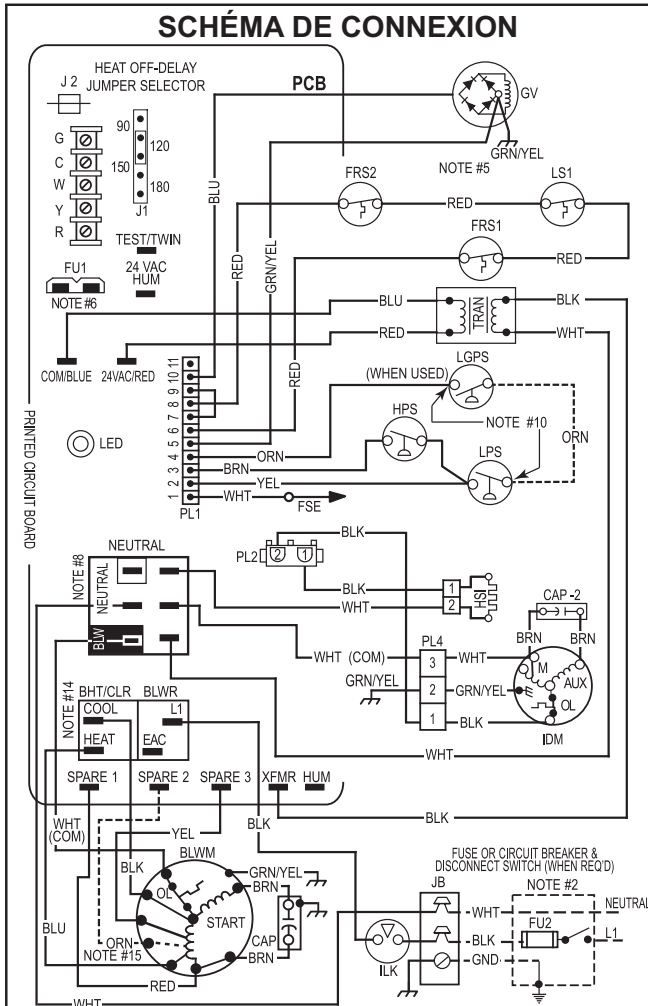 SCHÉMA DE CONNEXION
HEAT OFF-DELAY
JUMPER SELECTOR
J 2
PCB
GV
GRN/YEL
NOTE #5
G
C
W
Y
R
90
120
150
180
J1
BLU
FRS2
RED
LS1
TEST/TWIN
24 VAC
HUM
FU1
NOTE #6
RED
GRN/YEL
FRS1
RED
BLU
TRAN
BLK
RED
WHT
COM/BLUE
24VAC/RED
RED
(WHEN USED)
LGPS
11
10
9
8
7
6
5
4
3
2
1
PL1
PRINTED CIRCUIT BOARD
LED
HPS
NOTE #10
ORN
ORN
BRN
LPS
YEL
WHT
FSE
NEUTRAL
NOTE #8
NEUTRAL
BLW
PL2
2
1
BLK
BLK
1
2
HSI
WHT
CAP -2
PL4
BRN
BRN
WHT (COM)
3
WHT
M
AUX
GRN/YEL
2
GRN/YEL
OL
1
BLK
IDM
NOTE #14
BHT/CLR
BLWR
COOL
L1
HEAT
EAC
WHT
SPARE 1
SPARE 2
SPARE 3
XFMR
HUM
WHT
(COM)
YEL
BLK
BLK
BLK
BLWM
GRN/YEL
BRN
OL
START
CAP
BLU
ORN
NOTE #15
BRN
RED
WHT
FUSE OR CIRCUIT BREAKER &
DISCONNECT SWITCH (WHEN REQ'D)
JB
NOTE #2
WHT
NEUTRAL
FU2
BLK
L1
GND
ILK